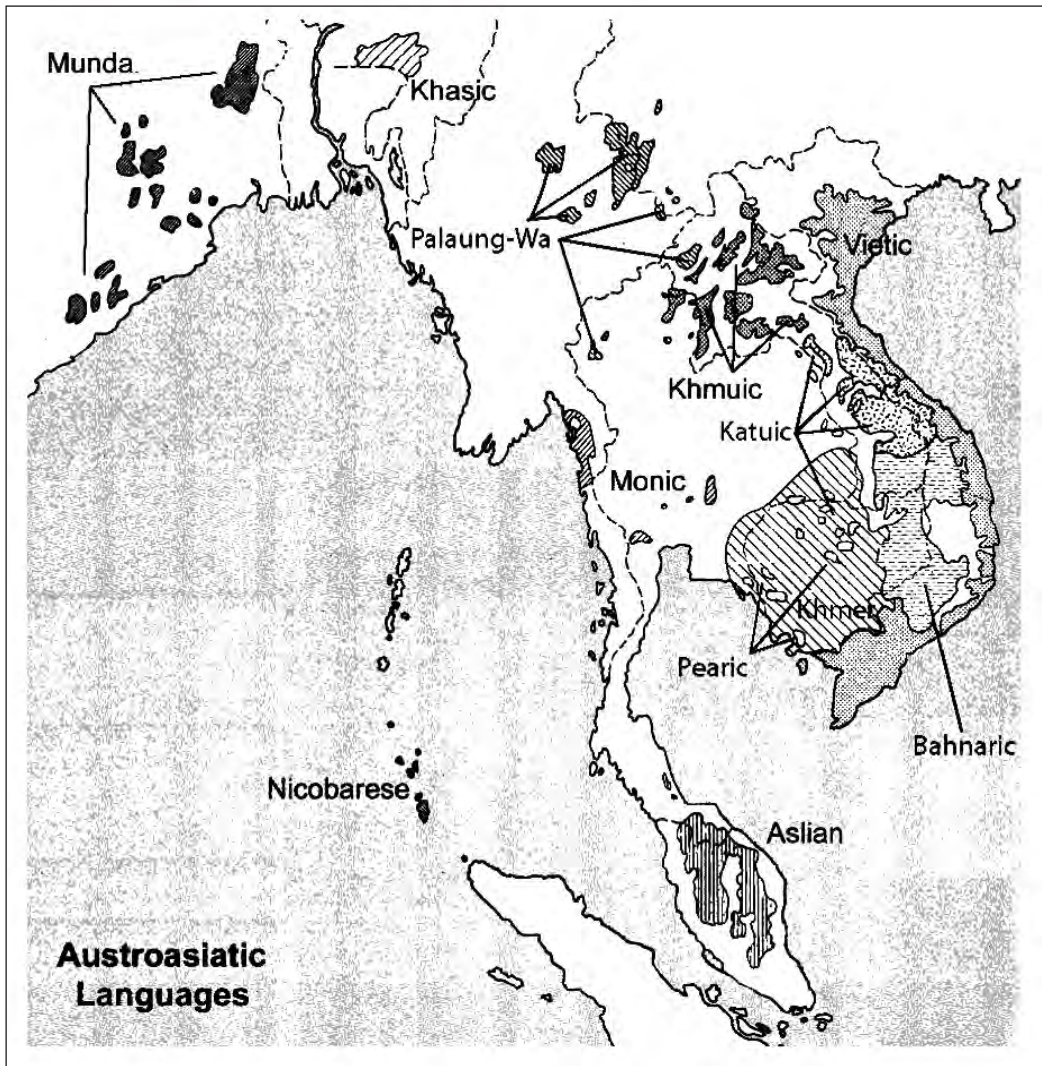 Munda
Khasic
Palaung-Wa
Vietic
Khmuic
Katuic
Monic
Khmer
Pearic
Bahnaric
Nicobarese
Aslian
Austroasiatic
Languages